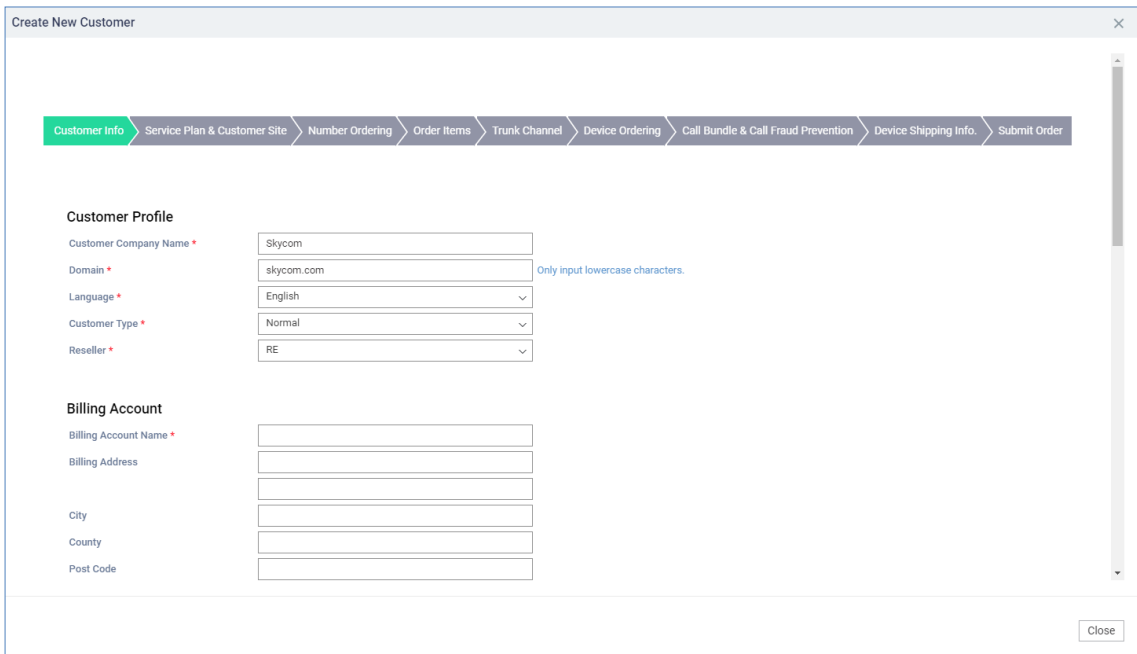 Create New Customer
Customer Info Service Plan & Customer Site Number Ordering Order Items Trunk Channel Device Ordering Call Bundle & Call Fraud Prevention Device Shipping Info. Submit Order
Customer Profile
Customer Company Name * Skycom
Domain * skycom.com Only input lowercase characters.
Language * English
Customer Type * Normal
Reseller * RE
Billing Account
Billing Account Name *
Billing Address
City
County
Post Code
Close